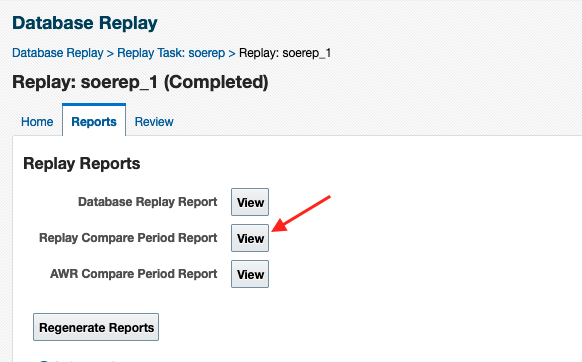 Database Replay
Database Replay > Replay Task: soerep > Replay: soerep_1
Replay: soerep_1 (Completed)
Home Reports Review
Replay Reports
Database Replay Report View
Replay Compare Period Report View
AWR Compare Period Report View
Regenerate Reports